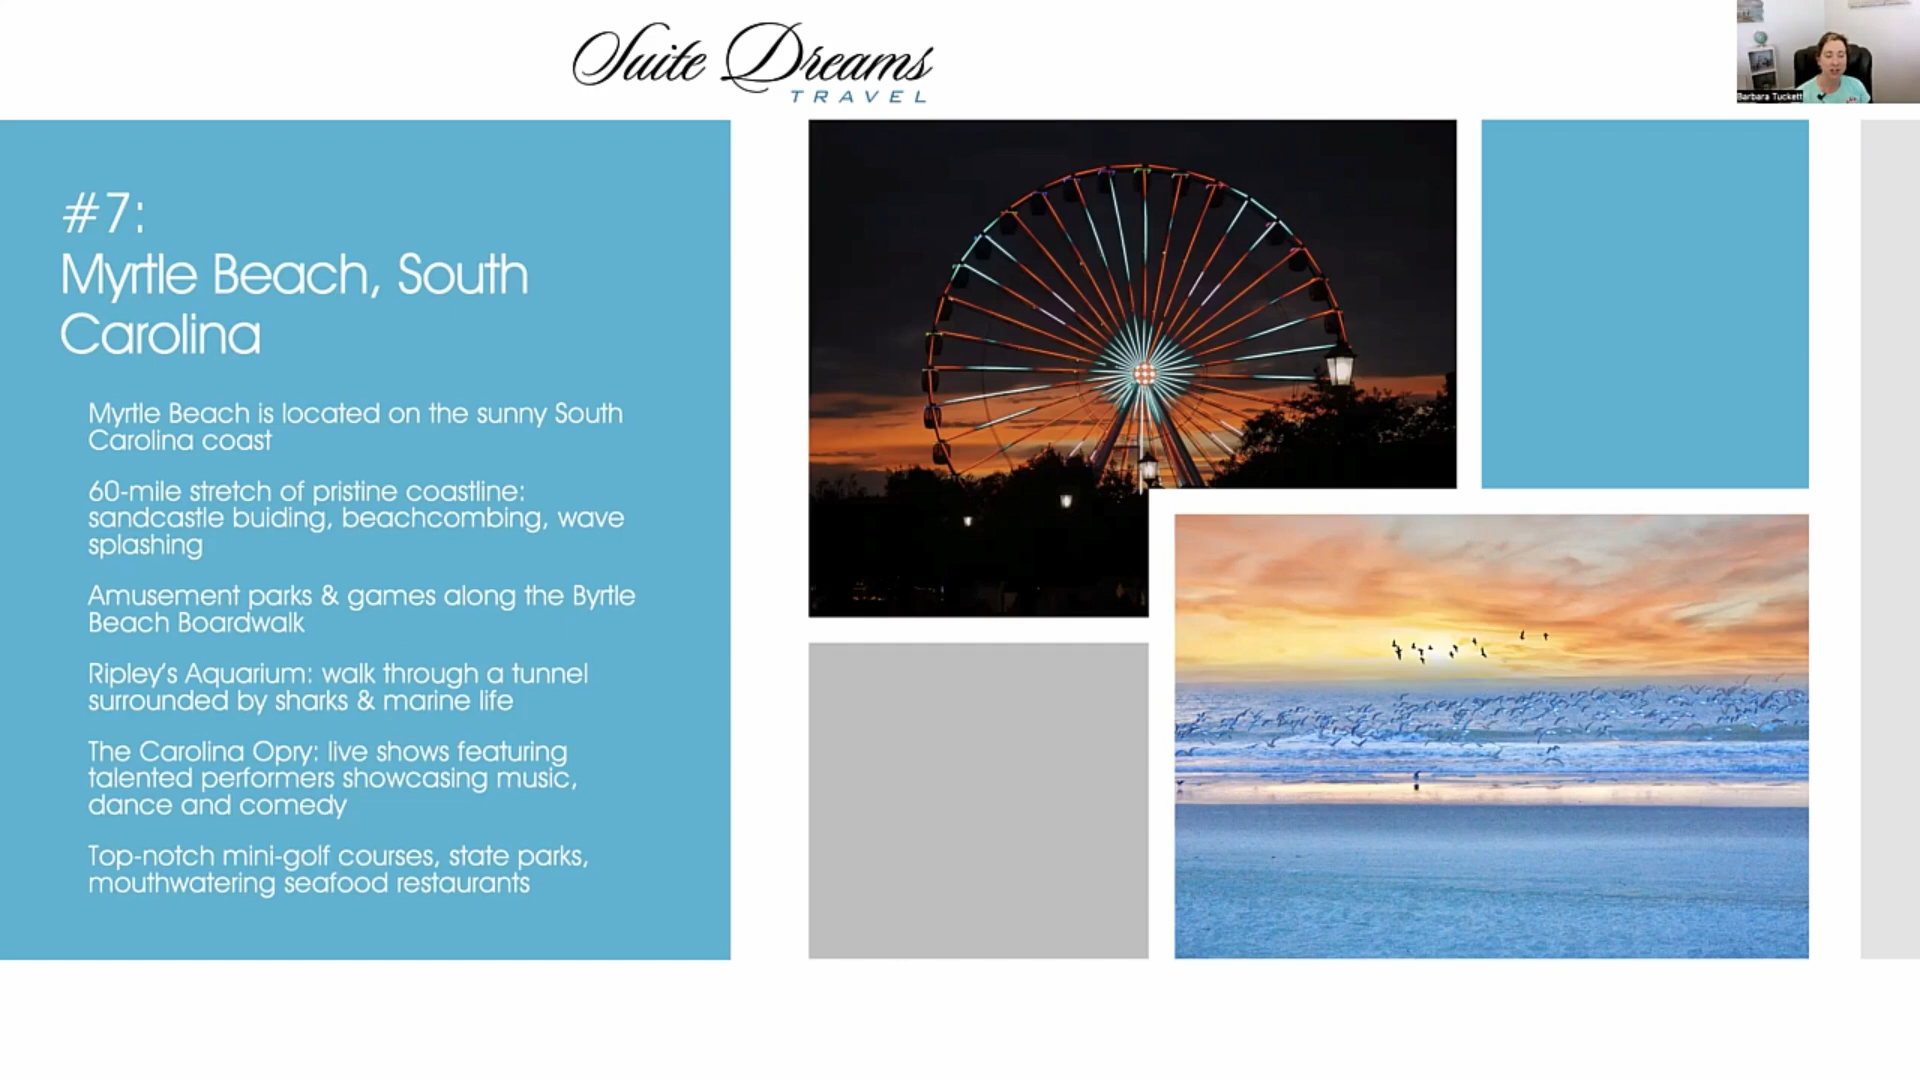 Suite Dreams
TRAVEL
Barbara Tuckett
#7:
Myrtle Beach, South
Carolina
Myrtle Beach is located on the sunny South
Carolina coast
60-mile stretch of pristine coastline:
sandcastle buiding, beachcombing, wave
splashing
Amusement parks & games along the Byrtle
Beach Boardwalk
Ripley's Aquarium: walk through a tunnel
surrounded by sharks & marine life
The Carolina Opry: live shows featuring
talented performers showcasing music,
dance and comedy
Top-notch mini-golf courses, state parks,
mouthwatering seafood restaurants